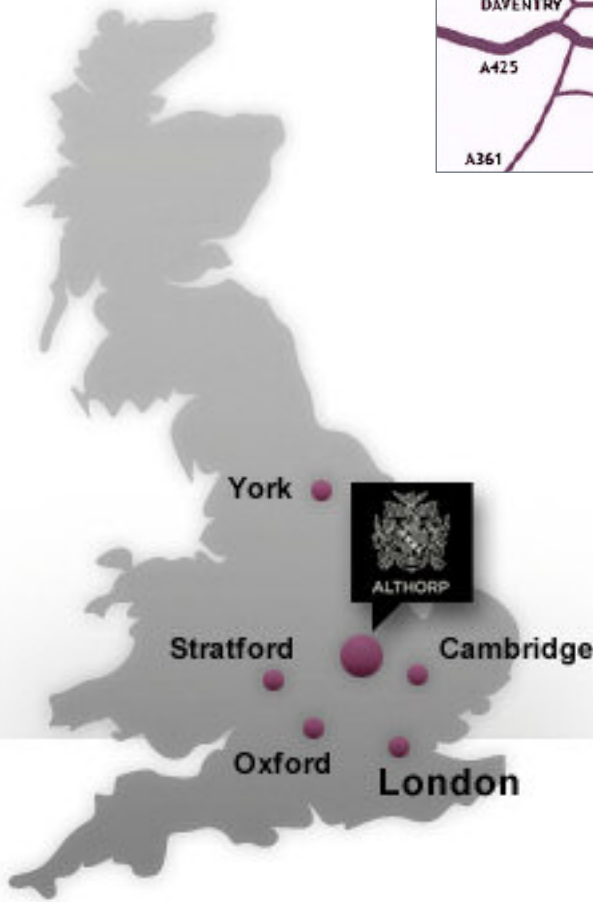 DAVENTRY
A425
A361
York
ALTHORP
Stratford
Cambridge
Oxford
London